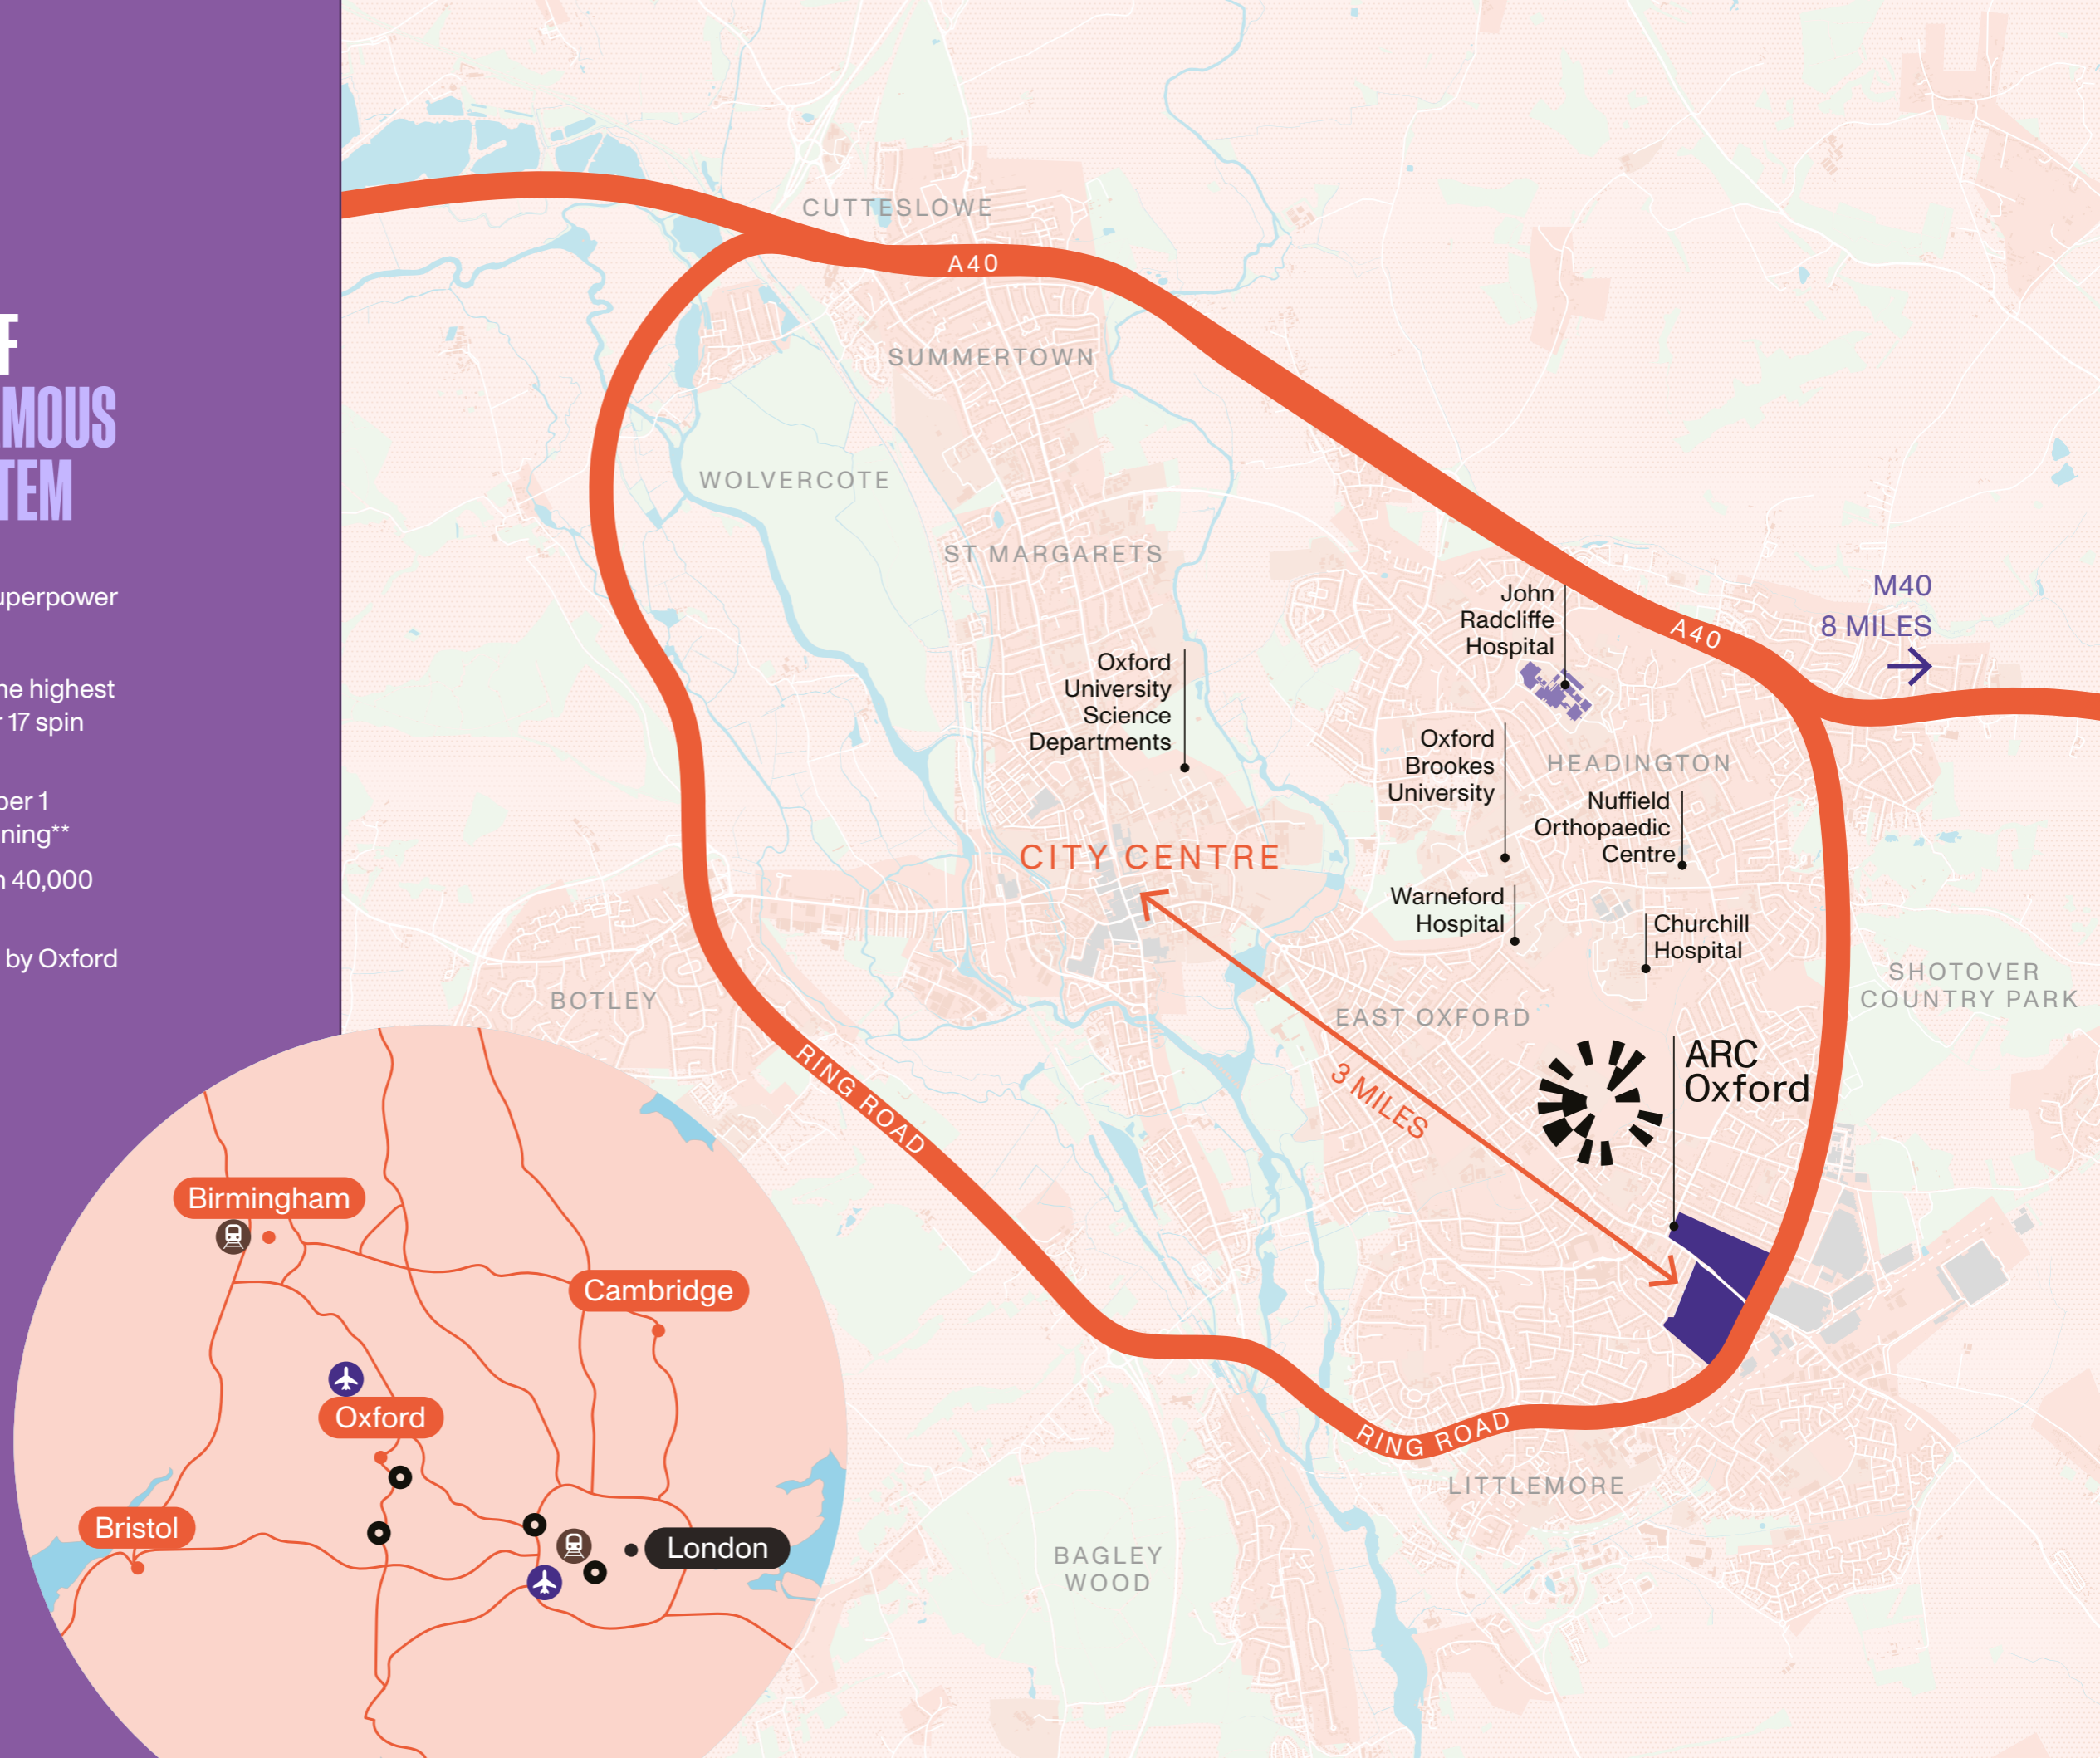 F
MOUS
TEM
uperpower
he highest
r 17 spin
ber 1
ning**
n 40,000
by Oxford
CUTTESLOWE
A40
SUMMERTOWN
WOLVERCOTE
ST MARGARETS
John
Radcliffe
Hospital
A40
M40
8 MILES
Oxford
University
Science
Departments
Oxford
Brookes
University
HEADINGTON
Nuffield
Orthopaedic
Centre
CITY CENTRE
Warneford
Hospital
Churchill
Hospital
SHOTOVER
COUNTRY PARK
BOTLEY
EAST OXFORD
RING ROAD
3 MILES
ARC
Oxford
RING ROAD
LITTLEMORE
BAGLEY
WOOD
Birmingham
Cambridge
Oxford
Bristol
London